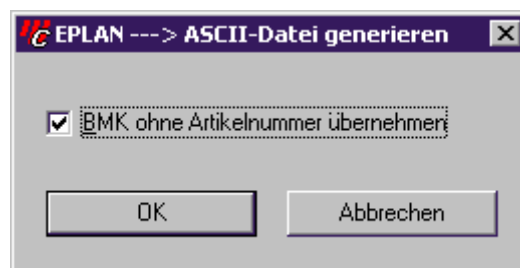 EPLAN ---> ASCII-Datei generieren
BMK ohne Artikelnummer übernehmen
OK
Abbrechen